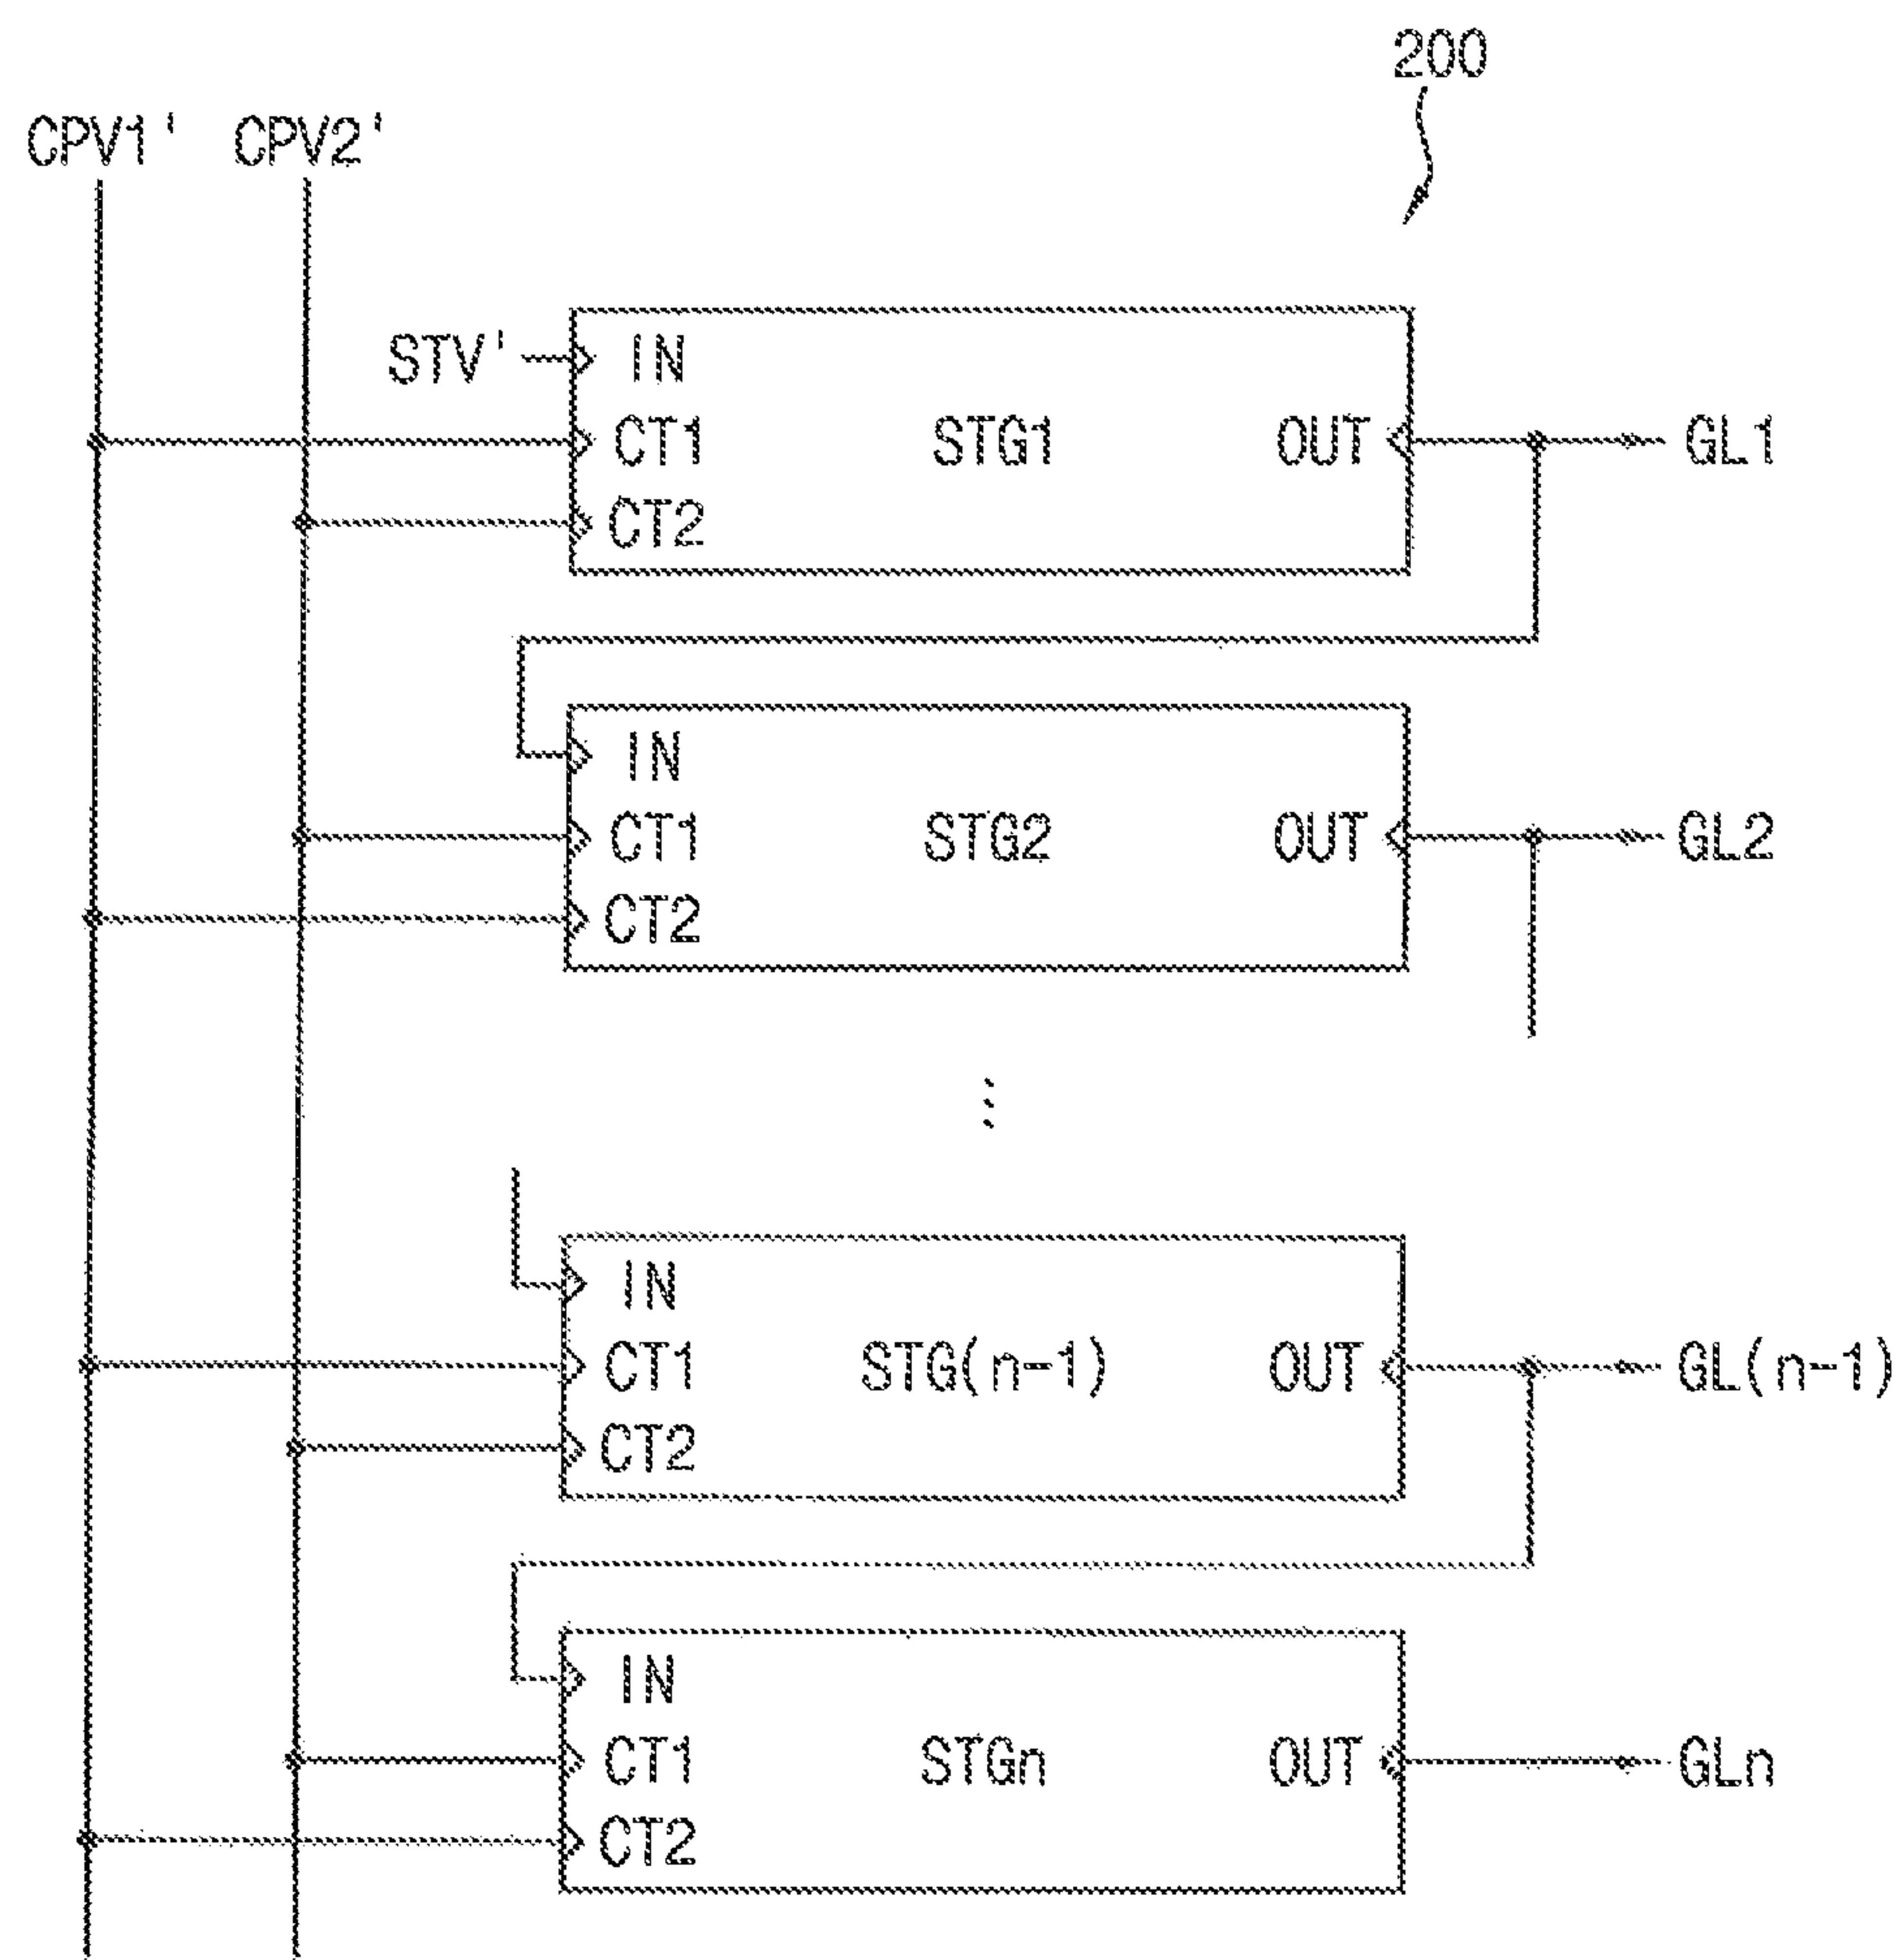 200
CPV1' CPV2'
STV' IN
CT1 STG1 OUT GL1
CT2
IN
CT1 STG2 OUT GL2
CT2
⋮
IN
CT1 STG(n-1) OUT GL(n-1)
CT2
IN
CT1 STGn OUT GLn
CT2